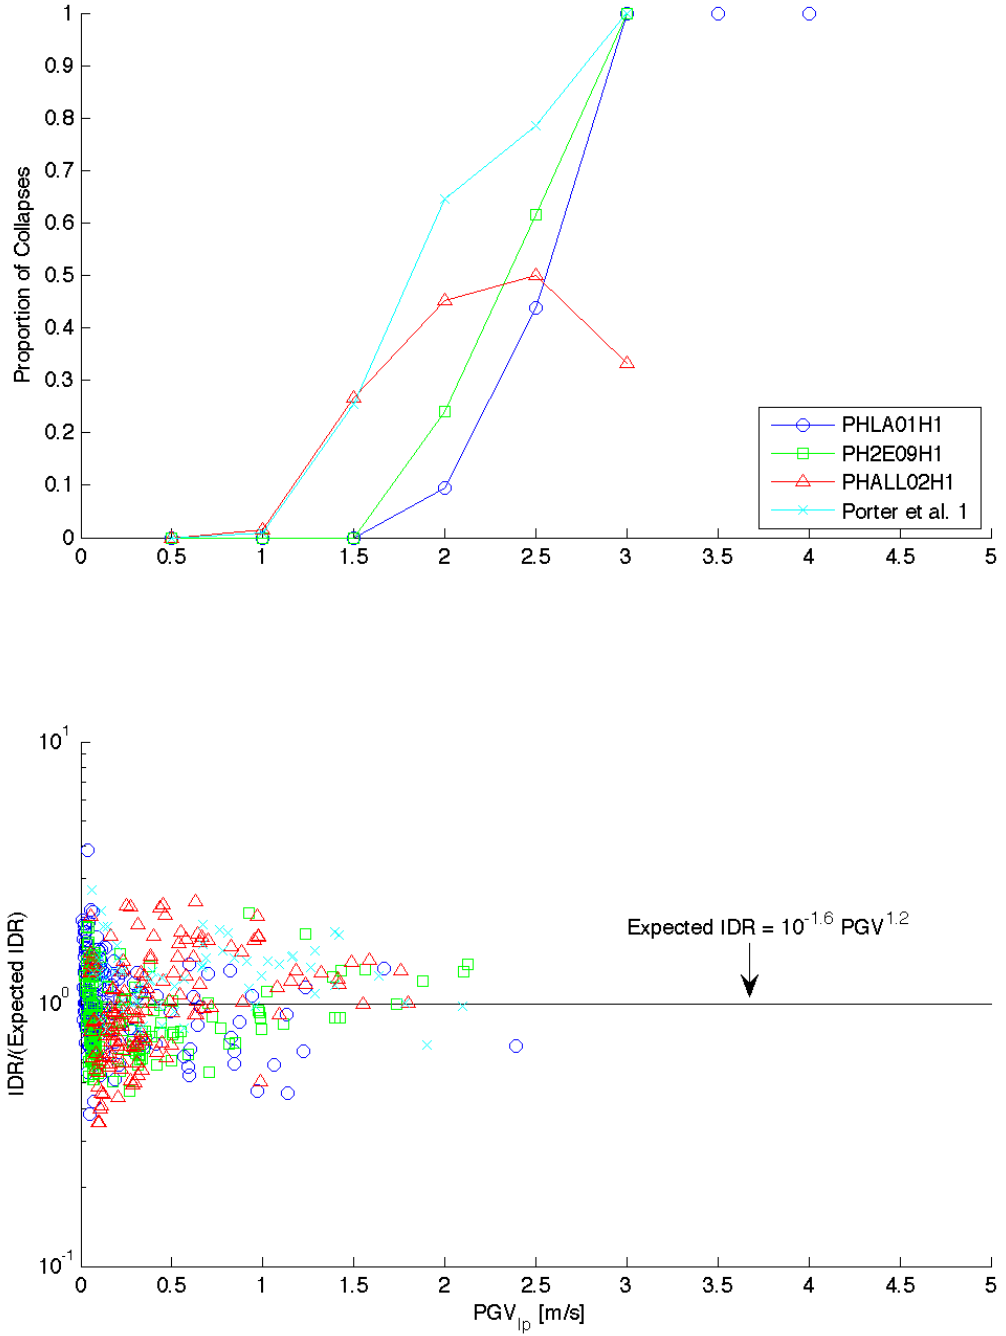 1
0.9
0.8
0.7
0.6
0.5
0.4
0.3
0.2
0.1
0
Proportion of Collapses
0 0.5 1 1.5 2 2.5 3 3.5 4 4.5 5
PHLA01H1
PH2E09H1
PHALL02H1
Porter et al. 1
10^1
10^0
10^-1
IDR/(Expected IDR)
Expected IDR = 10^-1.6 PGV^1.2
0 0.5 1 1.5 2 2.5 3 3.5 4 4.5 5
PGV_lp [m/s]